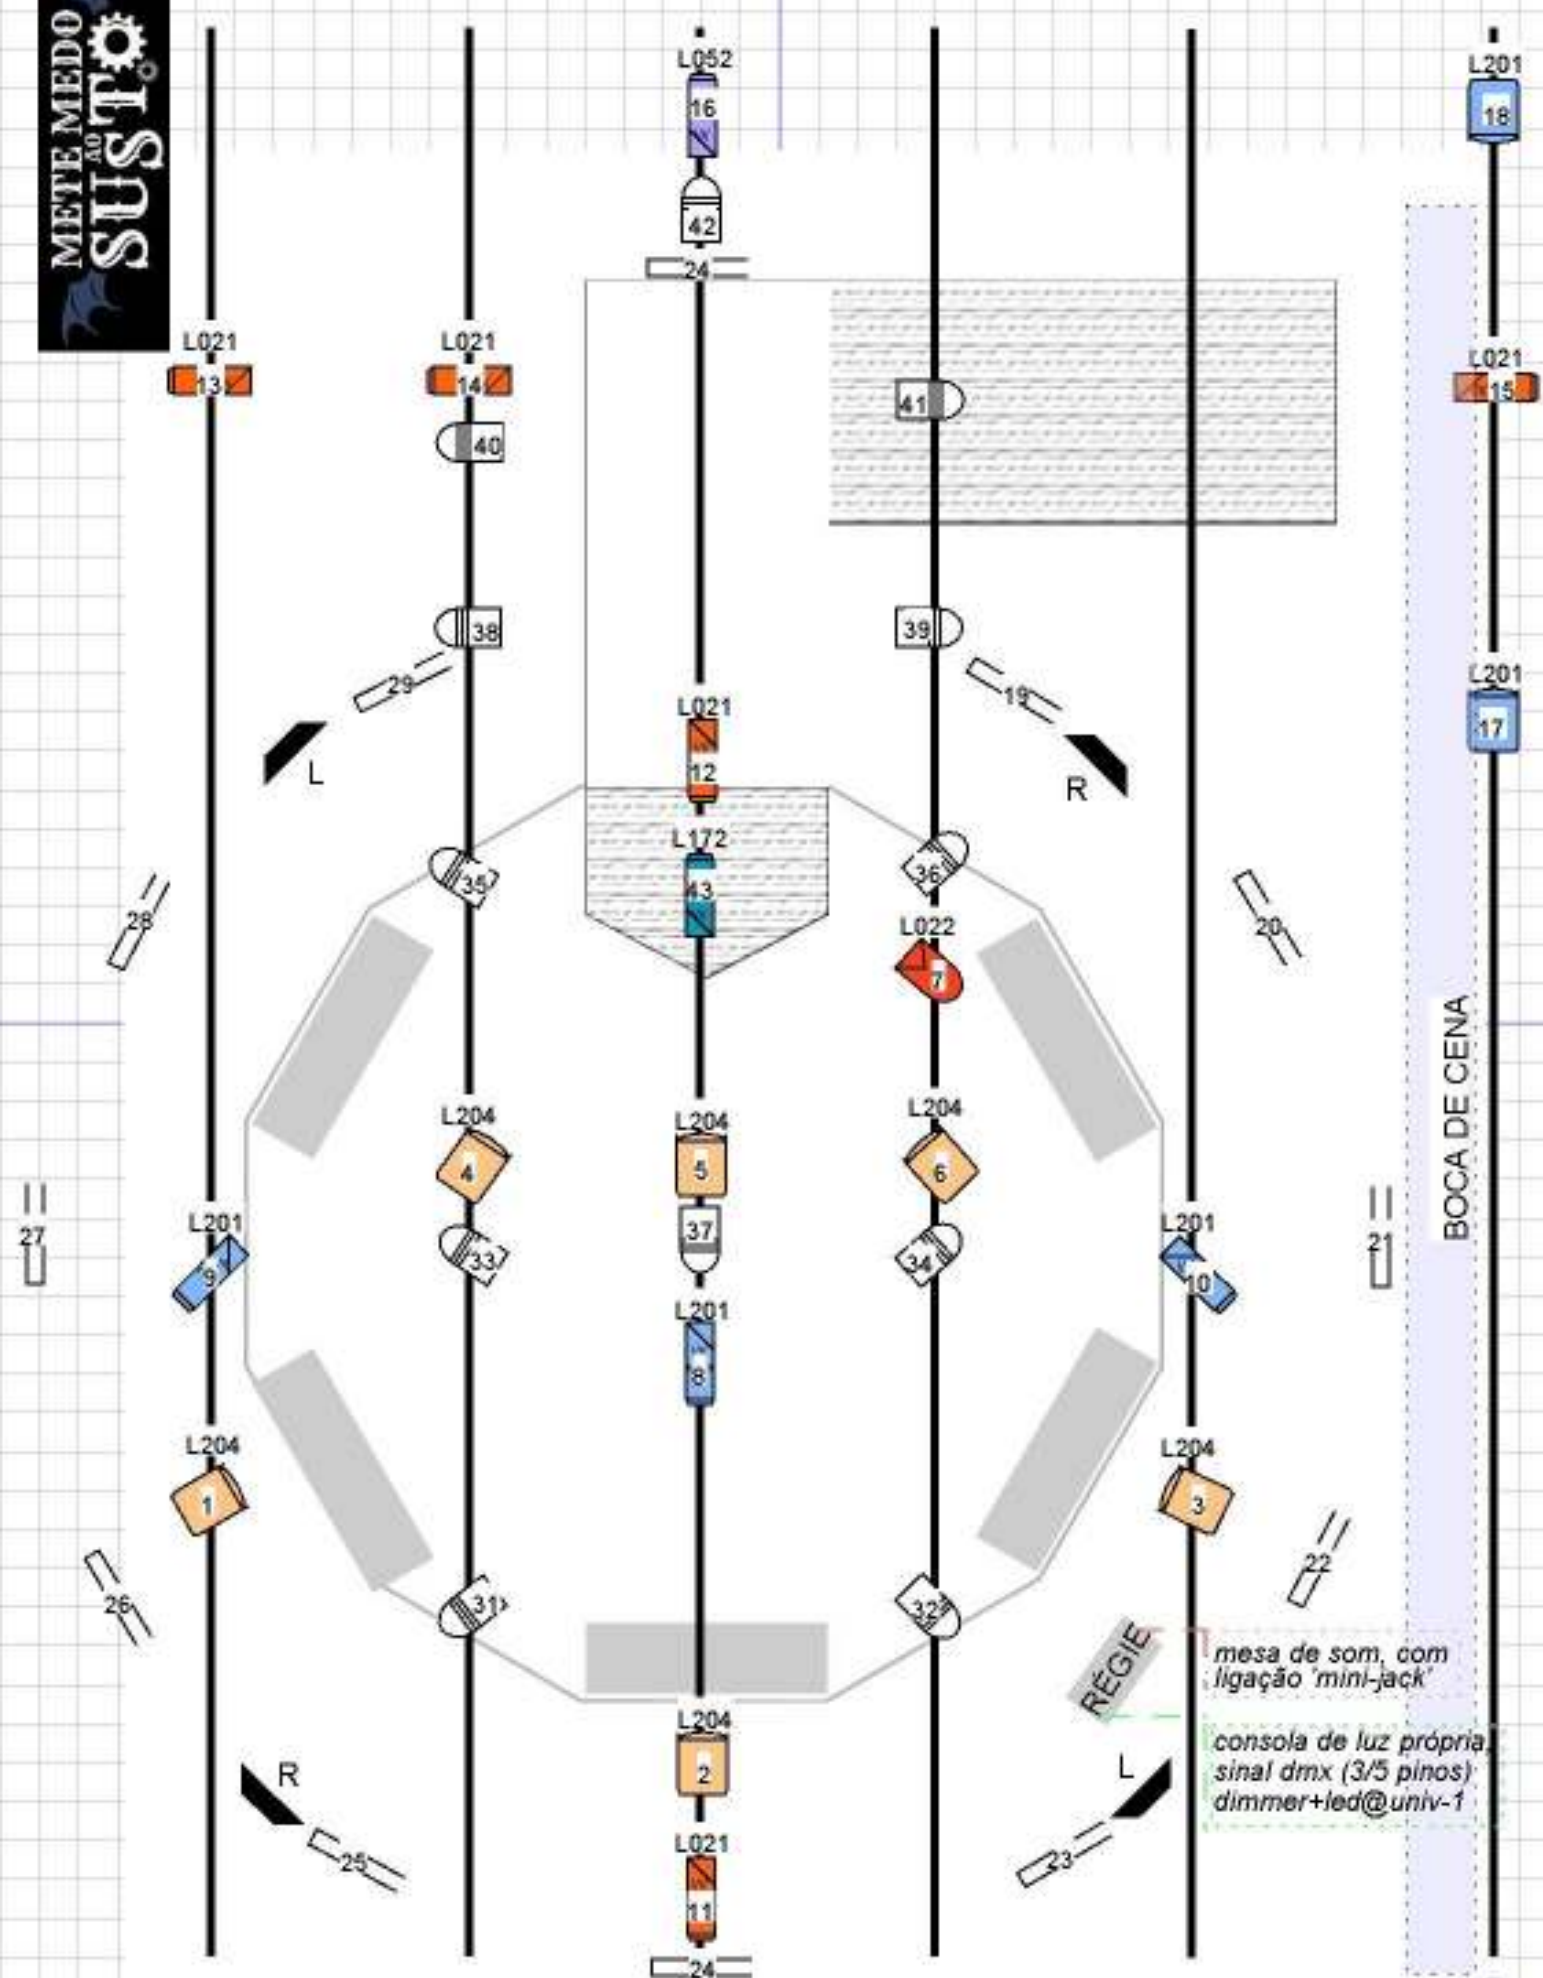 METE MEDO
AO
SUSTO
L052
16
L201
18
42
24
L021
13
L021
14
L021
15
41
40
38
39
29
19
L201
17
L021
12
L
R
L172
43
35
36
28
20
L022
7
BOCA DE CENA
L204
4
L204
5
L204
6
27
L201
9
33
37
34
L201
10
21
L201
8
L204
1
L204
3
22
26
31
32
RÉGIE
mesa de som, com
ligação 'mini-jack'
L204
2
consola de luz própria,
sinal dmx (3/5 pinos)
dimmer+led@univ-1
R
L
25
23
L021
11
24